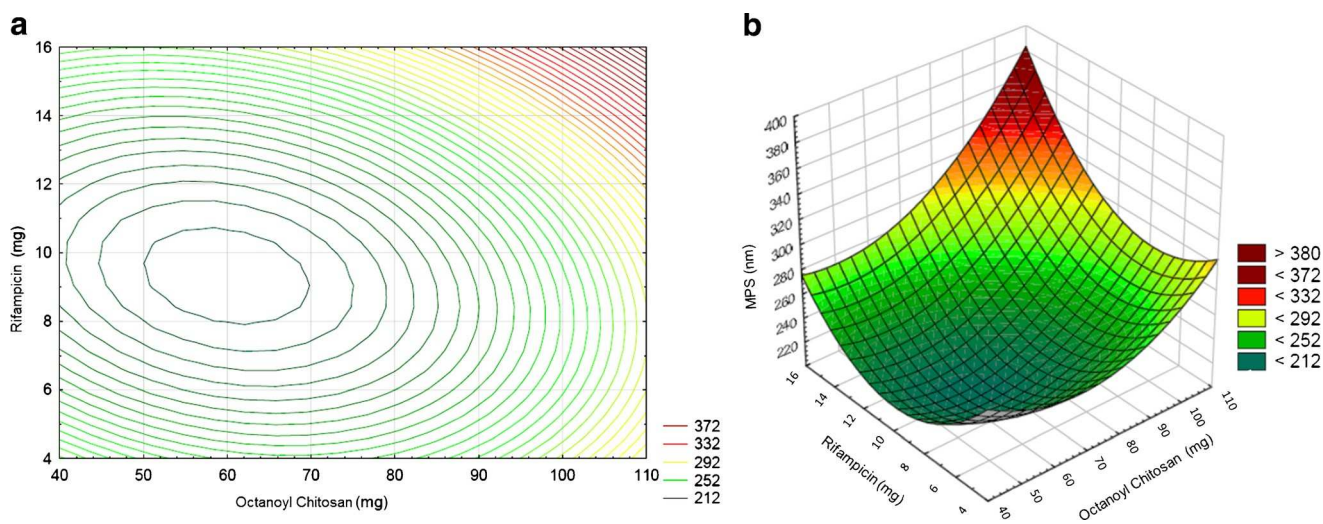 a
16
14
12
10
8
6
4
Rifampicin (mg)
40 50 60 70 80 90 100 110
Octanoyl Chitosan (mg)
372
332
292
252
212
b
400
380
360
340
320
300
280
260
240
220
MPS (nm)
16 14 12 10 8 6 4
Rifampicin (mg)
40 50 60 70 80 90 100 110
Octanoyl Chitosan (mg)
> 380
< 372
< 332
< 292
< 252
< 212